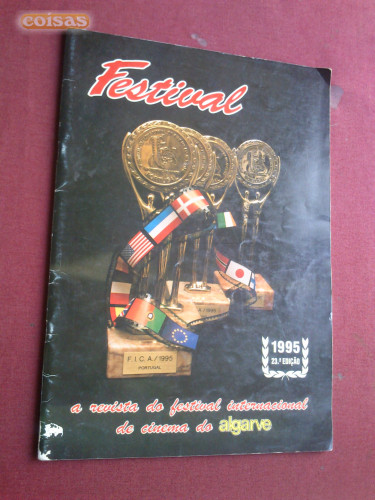 coisas
Festival
F.I.C.A./1995
PORTUGAL
1995
23.ª EDIÇÃO
a revista do festival internacional
de cinema do algarve